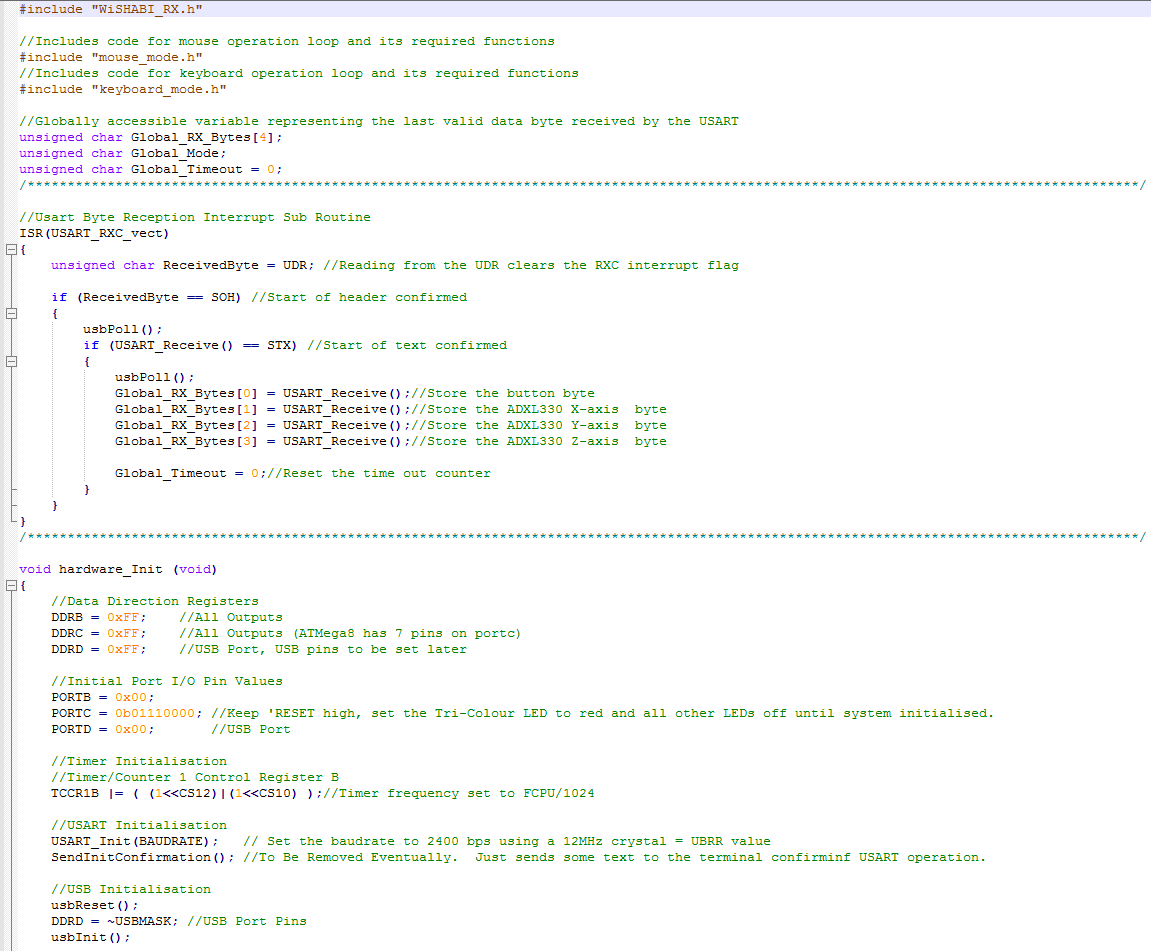 #include "WiSHABI_RX.h"
//Includes code for mouse operation loop and its required functions
#include "mouse_mode.h"
//Includes code for keyboard operation loop and its required functions
#include "keyboard_mode.h"
//Globally accessible variable representing the last valid data byte received by the USART
unsigned char Global_RX_Bytes[4];
unsigned char Global_Mode;
unsigned char Global_Timeout = 0;
/*******************************************************************************************************************************************/
//Usart Byte Reception Interrupt Sub Routine
ISR(USART_RXC_vect)
{
    unsigned char ReceivedByte = UDR; //Reading from the UDR clears the RXC interrupt flag
    if (ReceivedByte == SOH) //Start of header confirmed
    {
        usbPoll();
        if (USART_Receive() == STX) //Start of text confirmed
        {
            usbPoll();
            Global_RX_Bytes[0] = USART_Receive();//Store the button byte
            Global_RX_Bytes[1] = USART_Receive();//Store the ADXL330 X-axis  byte
            Global_RX_Bytes[2] = USART_Receive();//Store the ADXL330 Y-axis  byte
            Global_RX_Bytes[3] = USART_Receive();//Store the ADXL330 Z-axis  byte
            Global_Timeout = 0;//Reset the time out counter
        }
    }
}
/*******************************************************************************************************************************************/
void hardware_Init (void)
{
    //Data Direction Registers
    DDRB = 0xFF;    //All Outputs
    DDRC = 0xFF;    //All Outputs (ATMega8 has 7 pins on portc)
    DDRD = 0xFF;    //USB Port, USB pins to be set later
    //Initial Port I/O Pin Values
    PORTB = 0x00;
    PORTC = 0b01110000; //Keep 'RESET high, set the Tri-Colour LED to red and all other LEDs off until system initialised.
    PORTD = 0x00;       //USB Port
    //Timer Initialisation
    //Timer/Counter 1 Control Register B
    TCCR1B |= ( (1<<CS12)|(1<<CS10) );//Timer frequency set to FCPU/1024
    //USART Initialisation
    USART_Init(BAUDRATE);   // Set the baudrate to 2400 bps using a 12MHz crystal = UBRR value
    SendInitConfirmation(); //To Be Removed Eventually.  Just sends some text to the terminal confirminf USART operation.
    //USB Initialisation
    usbReset();
    DDRD = ~USBMASK; //USB Port Pins
    usbInit();